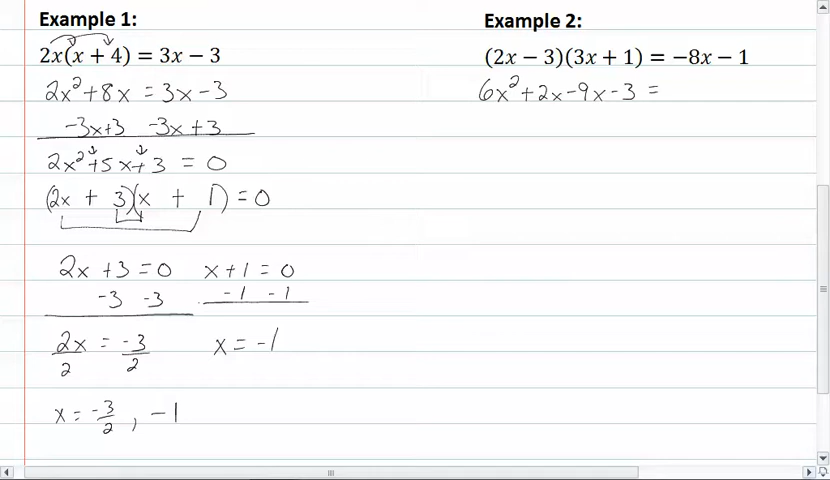 Example 1:
2x(x + 4) = 3x − 3
2x² + 8x = 3x − 3
−3x + 3 −3x + 3
2x² + 5x + 3 = 0
(2x + 3)(x + 1) = 0
2x + 3 = 0 x + 1 = 0
−3 −3 −1 −1
2x/2 = −3/2 x = −1
x = −3/2 , −1
Example 2:
(2x − 3)(3x + 1) = −8x − 1
6x² + 2x − 9x − 3 =